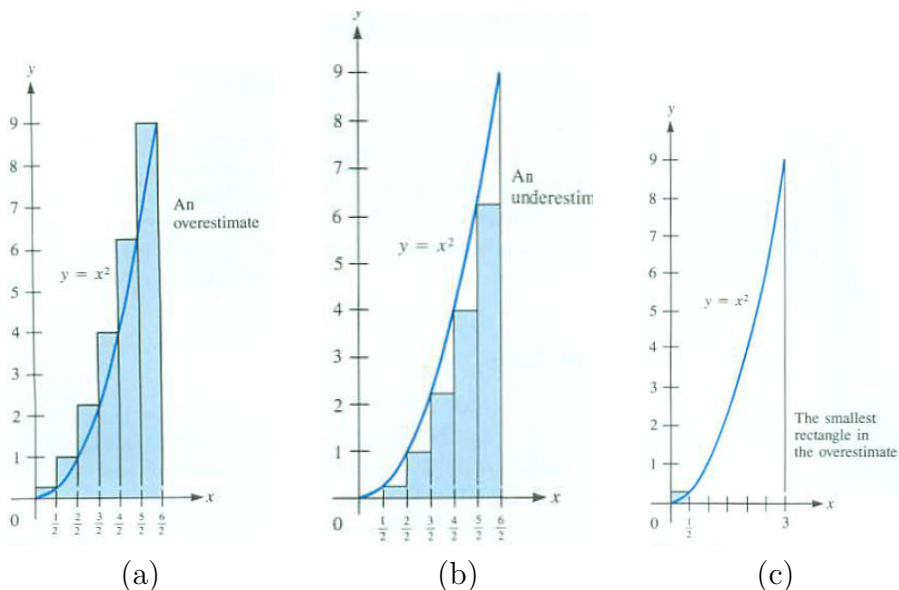 y
9
8
7
6
5
4
3
2
1
0
y = x²
An
overestimate
x
1/2 2/2 3/2 4/2 5/2 6/2
(a)
y
9
8
7
6
5
4
3
2
1
0
y = x²
An
underestim
x
1/2 2/2 3/2 4/2 5/2 6/2
(b)
y
9
8
7
6
5
4
3
2
1
0
y = x²
The smallest
rectangle in
the overestimate
x
1/2 3
(c)